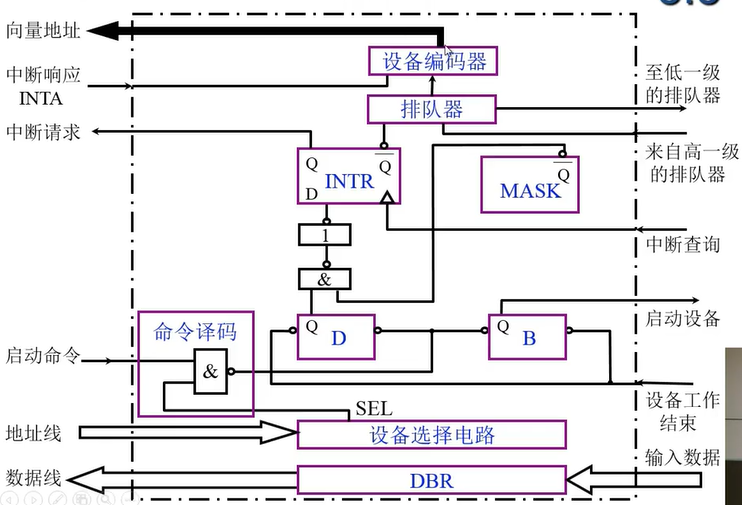 向量地址
设备编码器
中断响应
INTA
至低一级
的排队器
排队器
中断请求
来自高一级
的排队器
Q
Q
INTR
D
Q
MASK
1
中断查询
&
启动设备
命令译码
Q
D
Q
B
启动命令
&
设备工作
结束
SEL
地址线
设备选择电路
输入数据
数据线
DBR